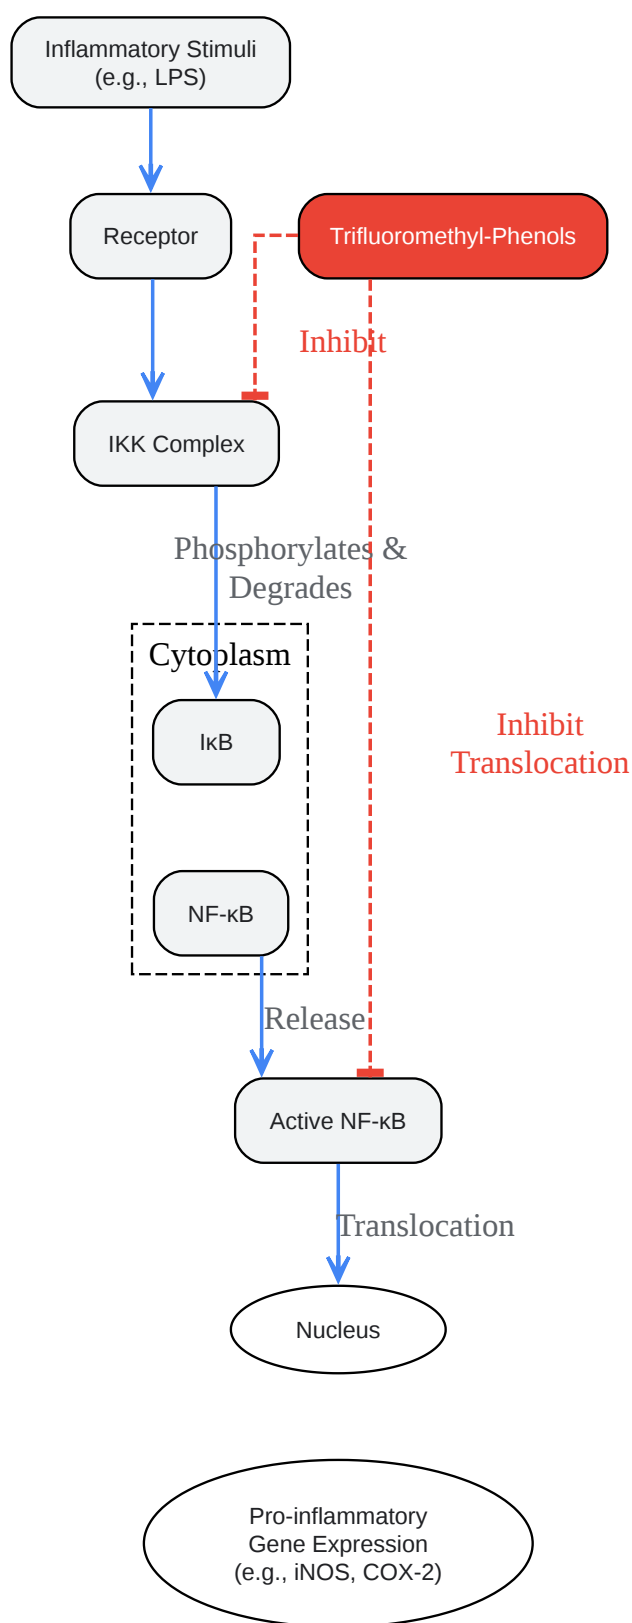 Inflammatory Stimuli
(e.g., LPS)
Receptor
Trifluoromethyl-Phenols
Inhibit
IKK Complex
Phosphorylates &
Degrades
Cytoplasm
IκB
Inhibit
Translocation
NF-κB
Release
Active NF-κB
Translocation
Nucleus
Pro-inflammatory
Gene Expression
(e.g., iNOS, COX-2)